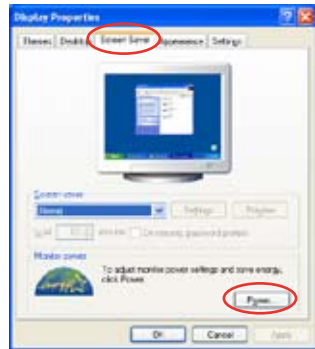 Display Properties
Themes Desktop Screen Saver Appearance Settings
Screen saver
(None) Settings Preview
Wait minutes On resume, password protect
Monitor power
To adjust monitor power settings and save energy,
click Power.
Power...
OK Cancel Apply